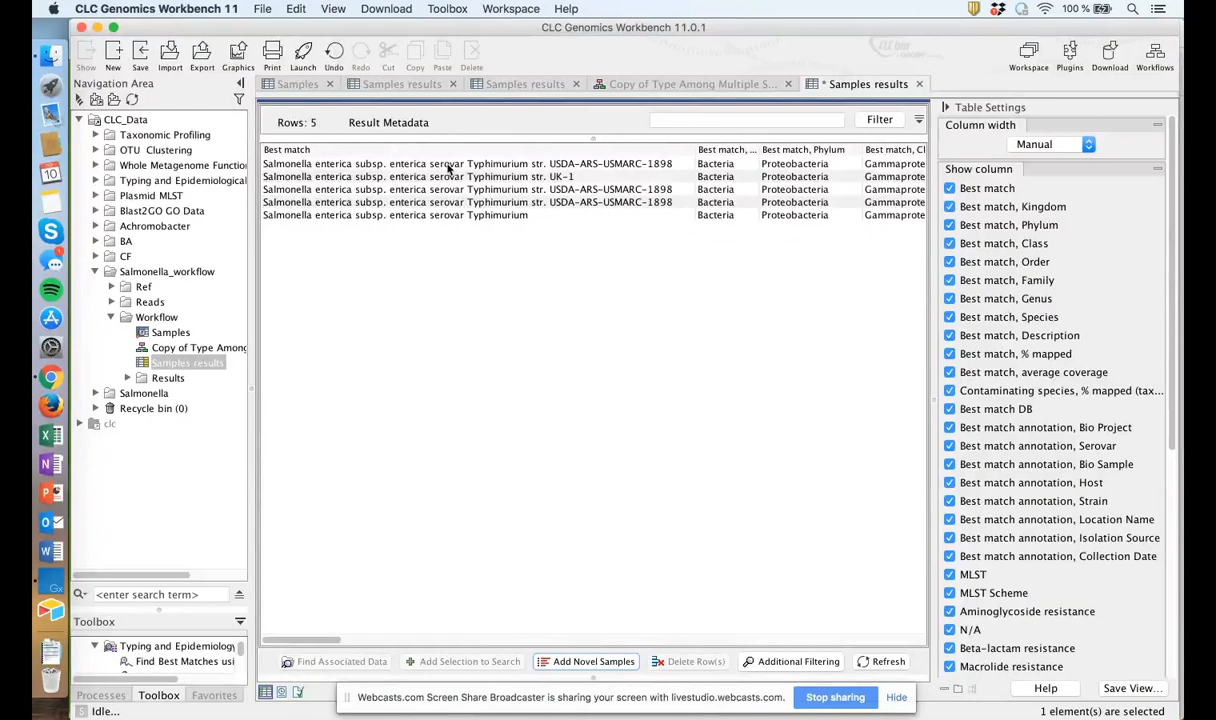 CLC Genomics Workbench 11 File Edit View Download Toolbox Workspace Help 100 %
CLC Genomics Workbench 11.0.1
Show New Save Import Export Graphics Print Launch Undo Redo Cut Copy Paste Delete Workspace Plugins Download Workflows
Navigation Area
Samples Samples results Samples results Copy of Type Among Multiple S... * Samples results
CLC_Data
Taxonomic Profiling
OTU Clustering
Whole Metagenome Function
Typing and Epidemiology
Plasmid MLST
Blast2GO GO Data
Achromobacter
BA
CF
Salmonella_workflow
Ref
Reads
Workflow
Samples
Copy of Type Among
Samples results
Results
Salmonella
Recycle bin (0)
clc
<enter search term>
Toolbox
Typing and Epidemiology
Find Best Matches usi
Processes Toolbox Favorites
Idle...
Rows: 5 Result Metadata Filter
Best match Best match, ... Best match, Phylum Best match, Cl
Salmonella enterica subsp. enterica serovar Typhimurium str. USDA-ARS-USMARC-1898 Bacteria Proteobacteria Gammaprote
Salmonella enterica subsp. enterica serovar Typhimurium str. UK-1 Bacteria Proteobacteria Gammaprote
Salmonella enterica subsp. enterica serovar Typhimurium str. USDA-ARS-USMARC-1898 Bacteria Proteobacteria Gammaprote
Salmonella enterica subsp. enterica serovar Typhimurium str. USDA-ARS-USMARC-1898 Bacteria Proteobacteria Gammaprote
Salmonella enterica subsp. enterica serovar Typhimurium Bacteria Proteobacteria Gammaprote
Find Associated Data Add Selection to Search Add Novel Samples Delete Row(s) Additional Filtering Refresh
Webcasts.com Screen Share Broadcaster is sharing your screen with livestudio.webcasts.com. Stop sharing Hide
Table Settings
Column width
Manual
Show column
Best match
Best match, Kingdom
Best match, Phylum
Best match, Class
Best match, Order
Best match, Family
Best match, Genus
Best match, Species
Best match, Description
Best match, % mapped
Best match, average coverage
Contaminating species, % mapped (tax...
Best match DB
Best match annotation, Bio Project
Best match annotation, Serovar
Best match annotation, Bio Sample
Best match annotation, Host
Best match annotation, Strain
Best match annotation, Location Name
Best match annotation, Isolation Source
Best match annotation, Collection Date
MLST
MLST Scheme
Aminoglycoside resistance
N/A
Beta-lactam resistance
Macrolide resistance
Help Save View...
1 element(s) are selected